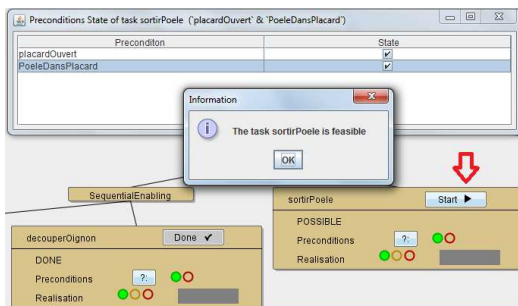 Preconditions State of task sortirPoele (`placardOuvert` & `PoeleDansPlacard`)
Preconditon State
placardOuvert
PoeleDansPlacard
Information
The task sortirPoele is feasible
OK
SequentialEnabling
sortirPoele Start
POSSIBLE
Preconditions ?:
Realisation
decouperOignon Done
DONE
Preconditions ?:
Realisation